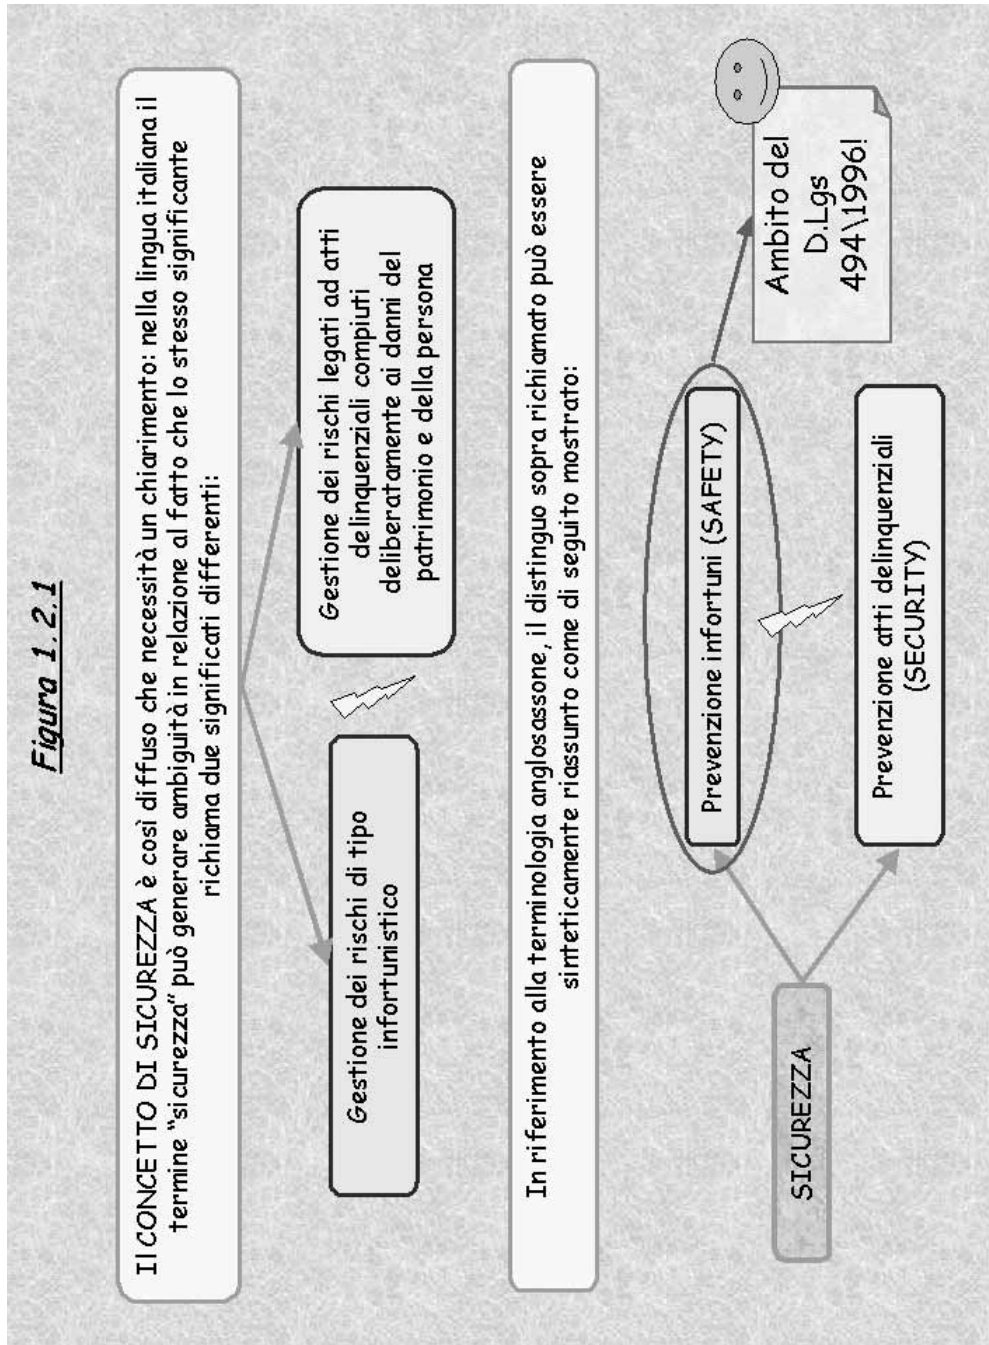 Figura 1.2.1
Il CONCETTO DI SICUREZZA è così diffuso che necessità un chiarimento: nella lingua italiana il
termine “sicurezza” può generare ambiguità in relazione al fatto che lo stesso significante
richiama due significati differenti:
Gestione dei rischi di tipo
infortunistico
Gestione dei rischi legati ad atti
delinquenziali compiuti
deliberatamente ai danni del
patrimonio e della persona
In riferimento alla terminologia anglosassone, il distinguo sopra richiamato può essere
sinteticamente riassunto come di seguito mostrato:
SICUREZZA
Prevenzione infortuni (SAFETY)
Prevenzione atti delinquenziali
(SECURITY)
Ambito del
D.Lgs
494\1996!